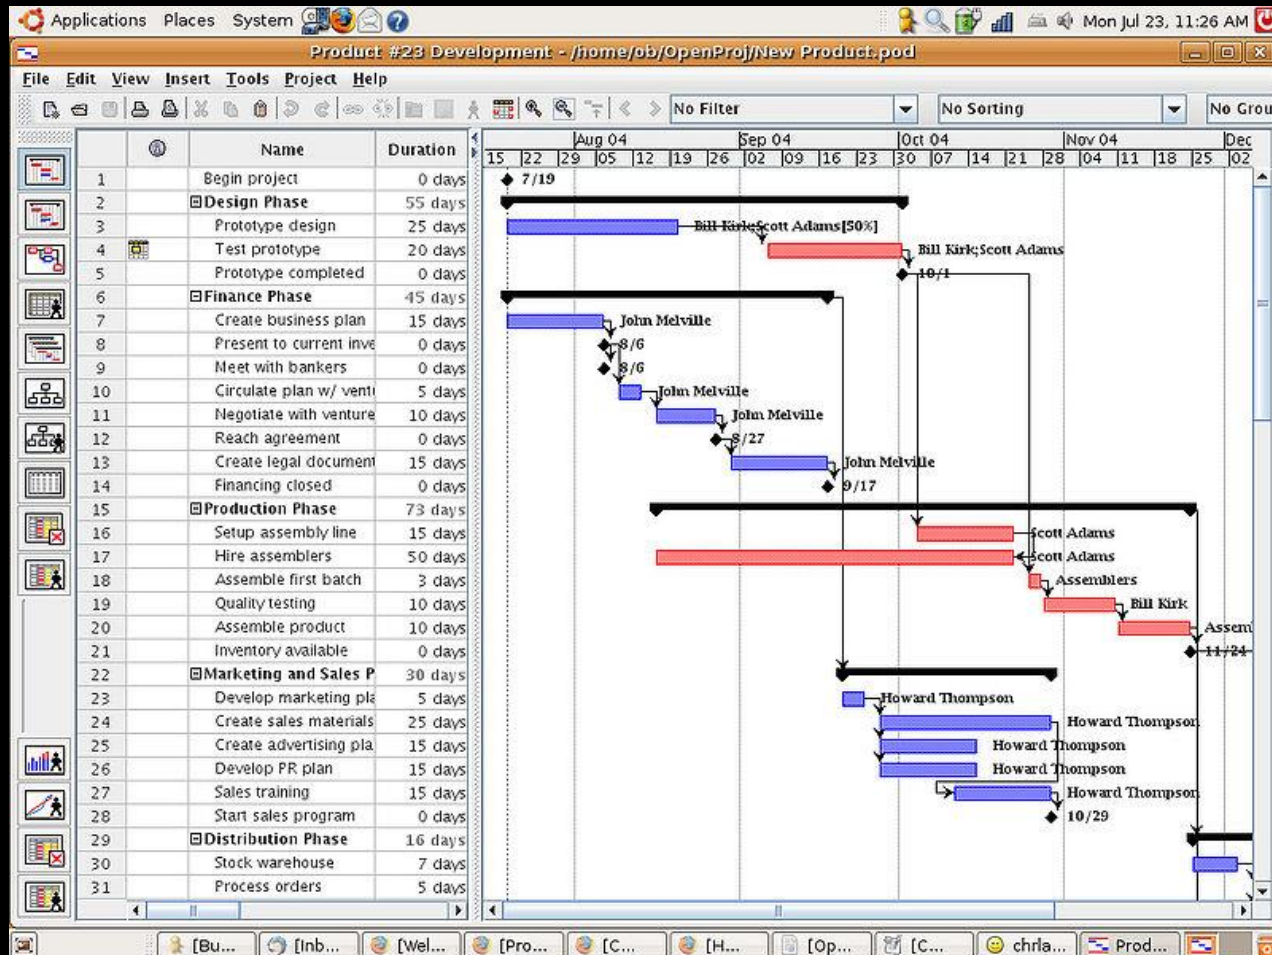 Applications Places System Mon Jul 23, 11:26 AM
Product #23 Development - /home/ob/OpenProj/New Product.pod
File Edit View Insert Tools Project Help
No Filter No Sorting No Grou
Name Duration
Aug 04 Sep 04 Oct 04 Nov 04 Dec
15 22 29 05 12 19 26 02 09 16 23 30 07 14 21 28 04 11 18 25 02
1 Begin project 0 days 7/19
2 Design Phase 55 days
3 Prototype design 25 days Bill Kirk;Scott Adams[50%]
4 Test prototype 20 days Bill Kirk;Scott Adams
5 Prototype completed 0 days 10/1
6 Finance Phase 45 days
7 Create business plan 15 days John Melville
8 Present to current inve 0 days 8/6
9 Meet with bankers 0 days 8/6
10 Circulate plan w/ vent 5 days John Melville
11 Negotiate with venture 10 days John Melville
12 Reach agreement 0 days 8/27
13 Create legal document 15 days John Melville
14 Financing closed 0 days 9/17
15 Production Phase 73 days
16 Setup assembly line 15 days Scott Adams
17 Hire assemblers 50 days Scott Adams
18 Assemble first batch 3 days Assemblers
19 Quality testing 10 days Bill Kirk
20 Assemble product 10 days Assem
21 Inventory available 0 days 11/24
22 Marketing and Sales P 30 days
23 Develop marketing pla 5 days Howard Thompson
24 Create sales materials 25 days Howard Thompson
25 Create advertising pla 15 days Howard Thompson
26 Develop PR plan 15 days Howard Thompson
27 Sales training 15 days Howard Thompson
28 Start sales program 0 days 10/29
29 Distribution Phase 16 days
30 Stock warehouse 7 days
31 Process orders 5 days
[Bu... [Inb... [Wel... [Pro... [C... [H... [Op... [C... chrla... Prod...